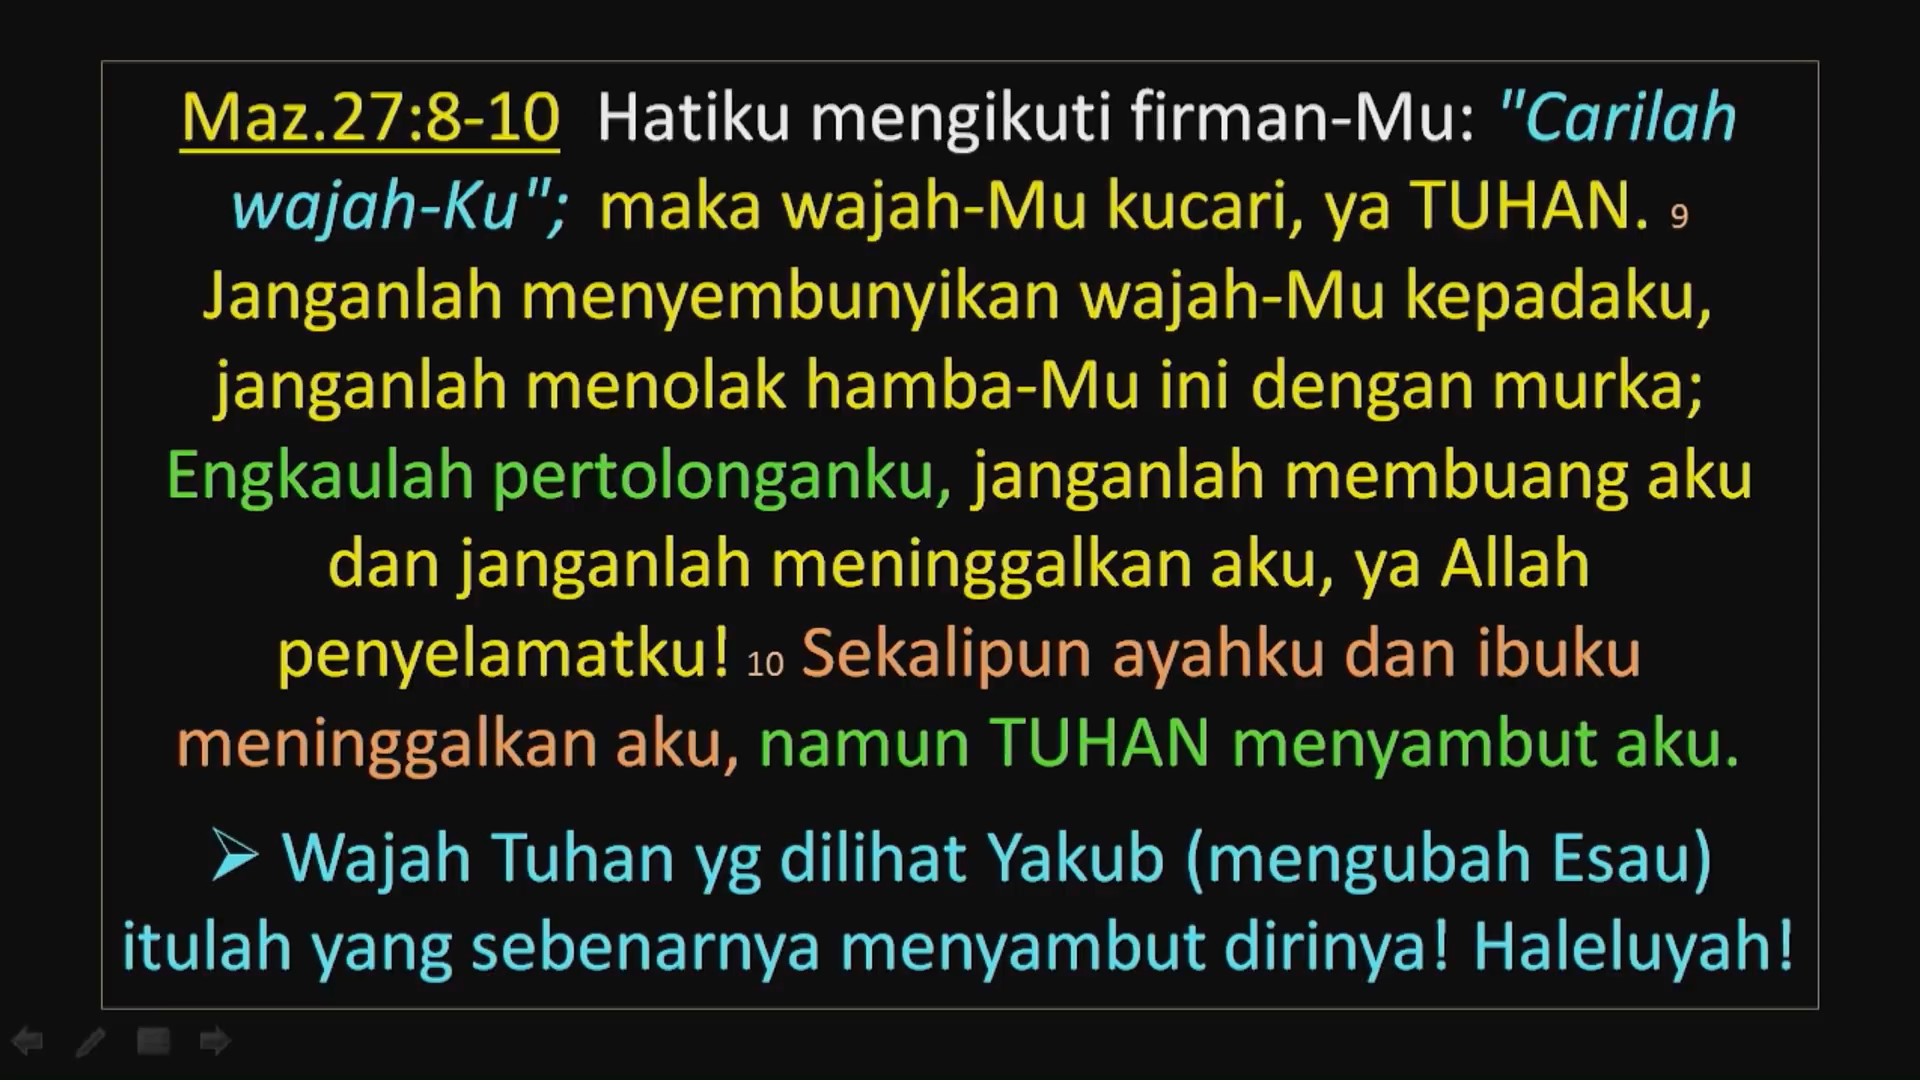 Maz.27:8-10 Hatiku mengikuti firman-Mu: "Carilah
wajah-Ku"; maka wajah-Mu kucari, ya TUHAN. 9
Janganlah menyembunyikan wajah-Mu kepadaku,
janganlah menolak hamba-Mu ini dengan murka;
Engkaulah pertolonganku, janganlah membuang aku
dan janganlah meninggalkan aku, ya Allah
penyelamatku! 10 Sekalipun ayahku dan ibuku
meninggalkan aku, namun TUHAN menyambut aku.
➢ Wajah Tuhan yg dilihat Yakub (mengubah Esau)
itulah yang sebenarnya menyambut dirinya! Haleluyah!